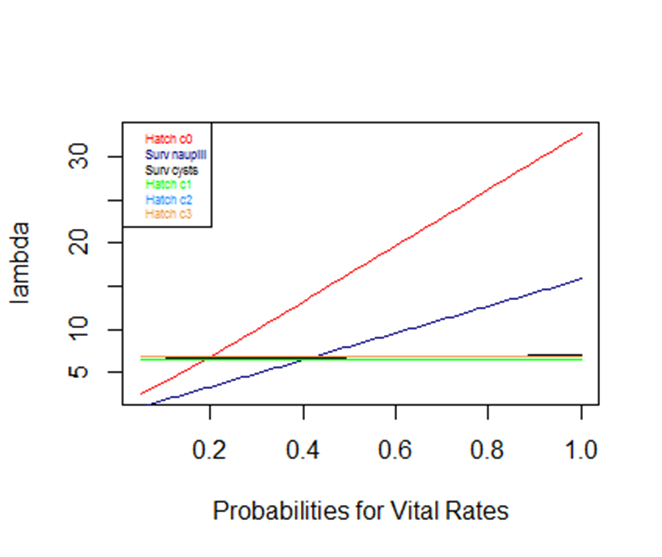 Hatch c0
Surv nauplII
Surv cysts
Hatch c1
Hatch c2
Hatch c3
30
20
10
5
lambda
0.2 0.4 0.6 0.8 1.0
Probabilities for Vital Rates